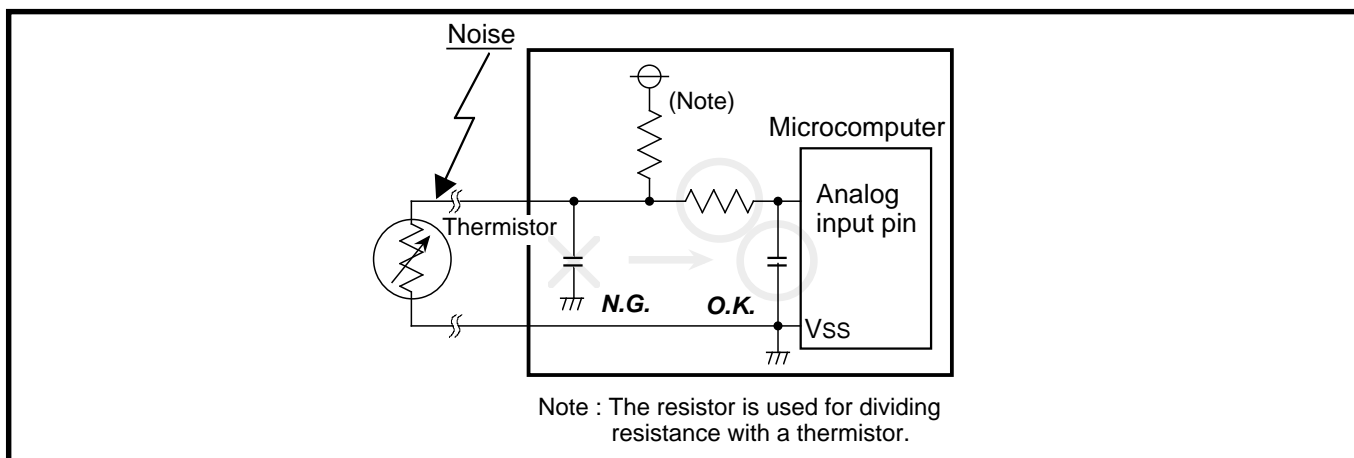 Noise
(Note)
Microcomputer
Analog
input pin
Thermistor
N.G.
O.K.
VSS
Note : The resistor is used for dividing
resistance with a thermistor.